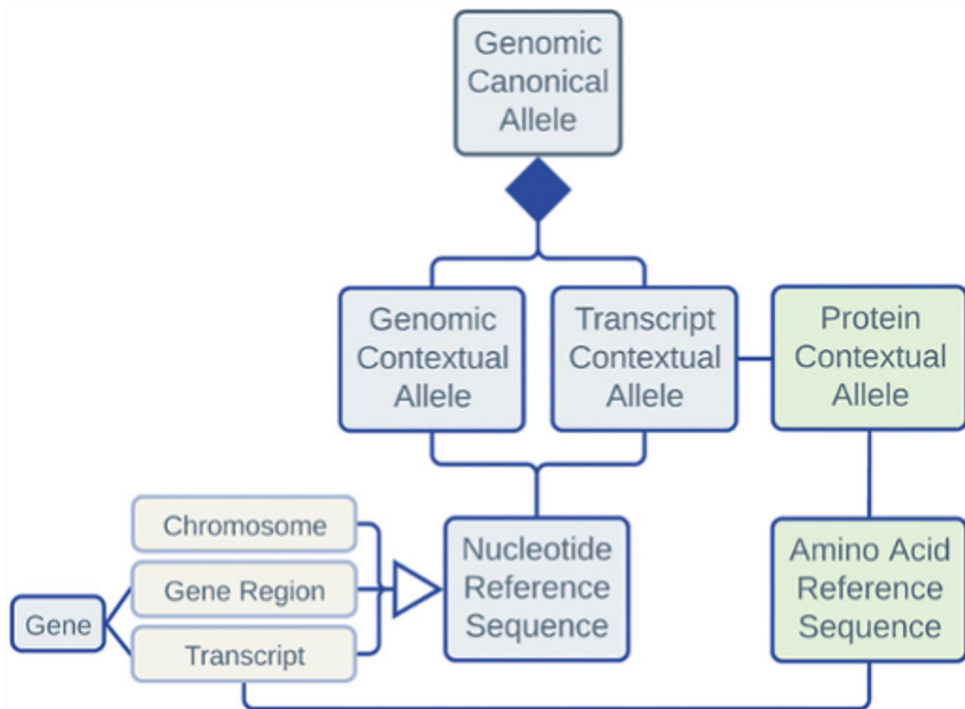 Genomic
Canonical
Allele
Genomic
Contextual
Allele
Transcript
Contextual
Allele
Protein
Contextual
Allele
Chromosome
Gene Region
Transcript
Gene
Nucleotide
Reference
Sequence
Amino Acid
Reference
Sequence